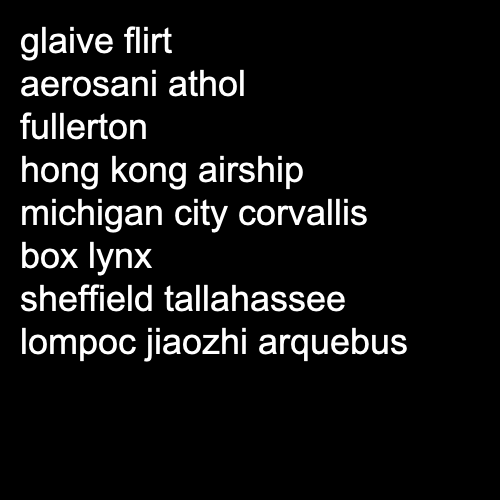 glaive flirt
aerosani athol
fullerton
hong kong airship
michigan city corvallis
box lynx
sheffield tallahassee
lompoc jiaozhi arquebus